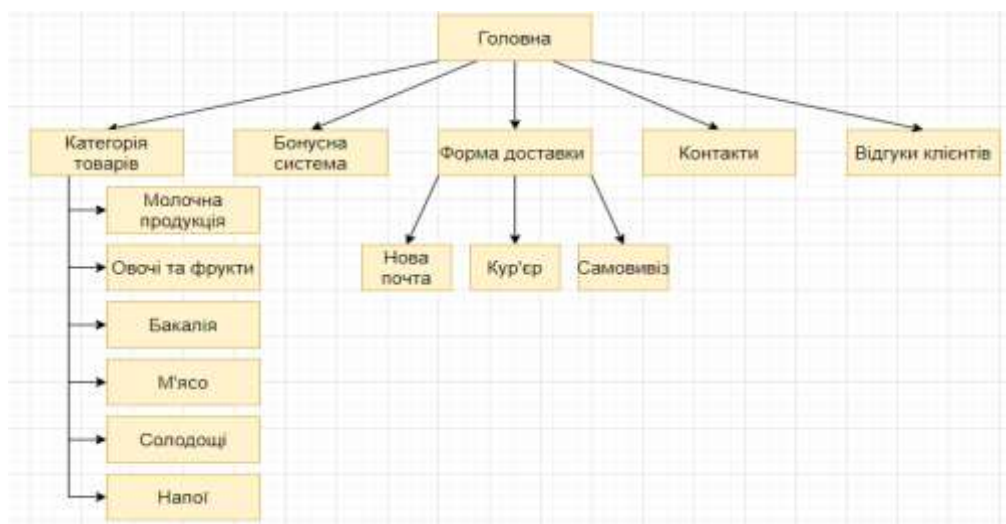 Головна
Категорія
товарів
Бонусна
система
Форма доставки
Контакти
Відгуки клієнтів
Молочна
продукція
Овочі та фрукти
Бакалія
М'ясо
Солодощі
Напої
Нова
почта
Кур'єр
Самовивіз